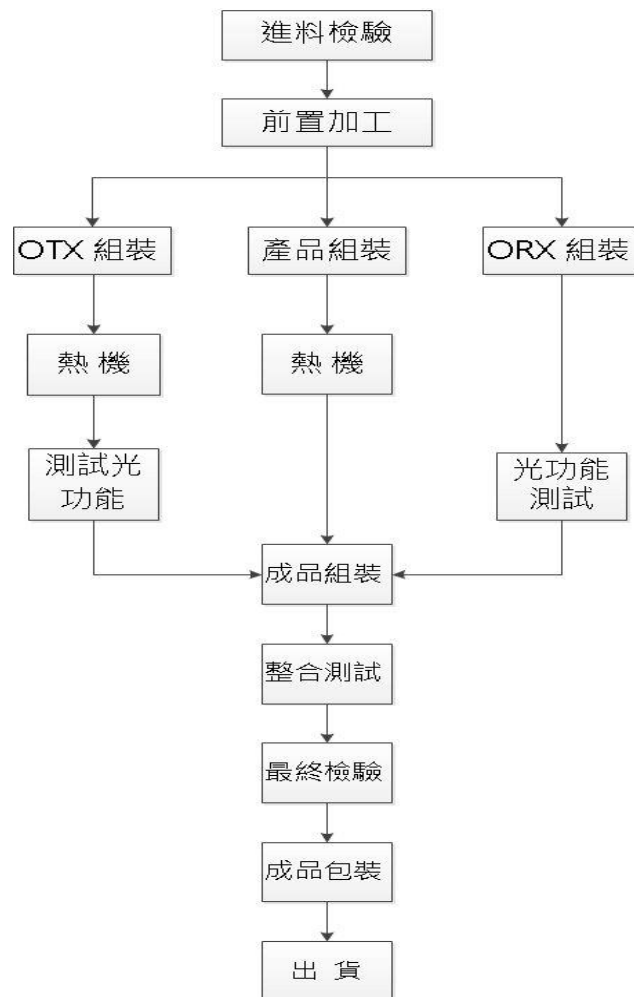 進料檢驗
前置加工
OTX 組裝
產品組裝
ORX 組裝
熱 機
熱 機
測試光
功能
光功能
測試
成品組裝
整合測試
最終檢驗
成品包裝
出 貨